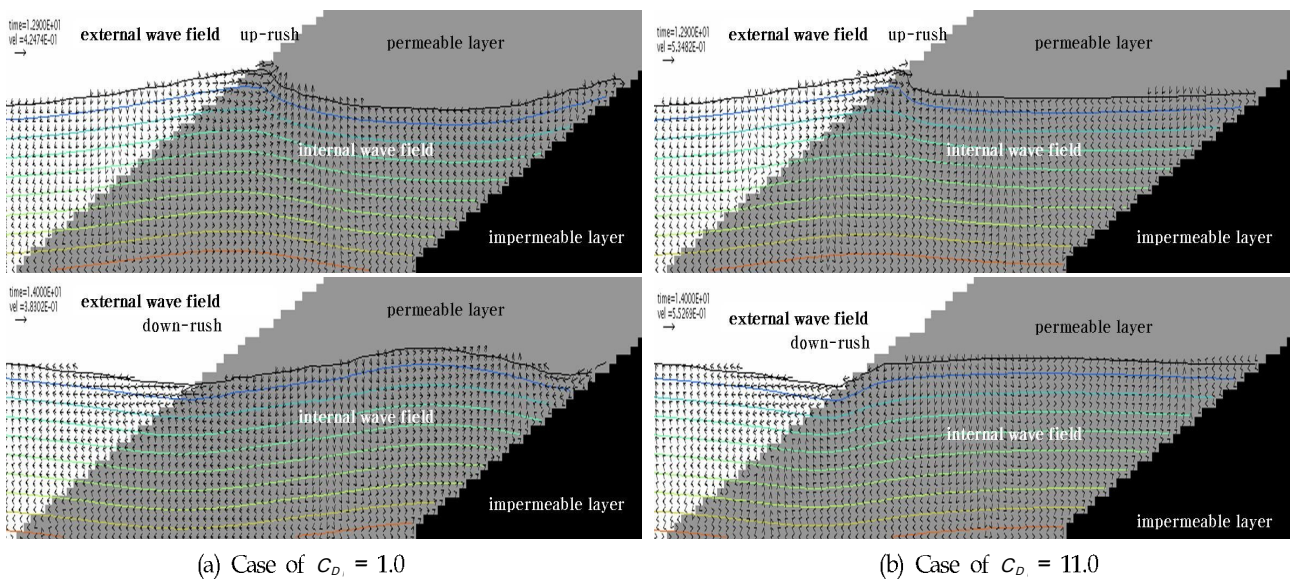 time=1.2900E+01
vel =4.2474E-01
external wave field up-rush
permeable layer
internal wave field
impermeable layer
time=1.2900E+01
vel =5.3482E-01
external wave field up-rush
permeable layer
internal wave field
impermeable layer
time=1.4000E+01
vel =3.8302E-01
external wave field
down-rush
permeable layer
internal wave field
impermeable layer
time=1.4000E+01
vel =5.5269E-01
external wave field
down-rush
permeable layer
internal wave field
impermeable layer
(a) Case of C_D = 1.0
(b) Case of C_D = 11.0